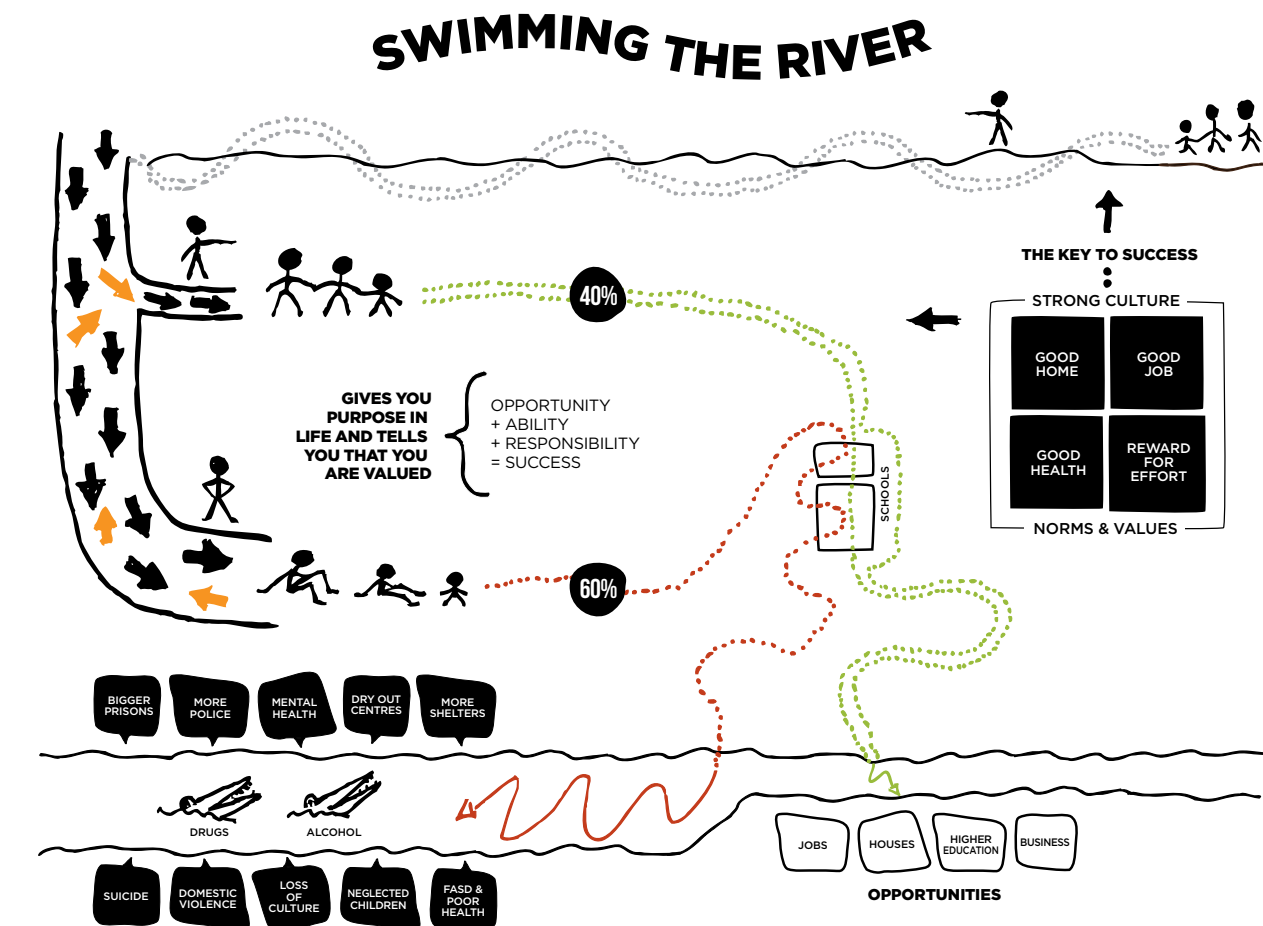 SWIMMING THE RIVER
THE KEY TO SUCCESS
STRONG CULTURE
GOOD
HOME
GOOD
JOB
GOOD
HEALTH
REWARD
FOR
EFFORT
NORMS & VALUES
40%
GIVES YOU
PURPOSE IN
LIFE AND TELLS
YOU THAT YOU
ARE VALUED
OPPORTUNITY
+ ABILITY
+ RESPONSIBILITY
= SUCCESS
SCHOOLS
60%
BIGGER
PRISONS
MORE
POLICE
MENTAL
HEALTH
DRY OUT
CENTRES
MORE
SHELTERS
DRUGS
ALCOHOL
SUICIDE
DOMESTIC
VIOLENCE
LOSS
OF
CULTURE
NEGLECTED
CHILDREN
FASD &
POOR
HEALTH
JOBS
HOUSES
HIGHER
EDUCATION
BUSINESS
OPPORTUNITIES